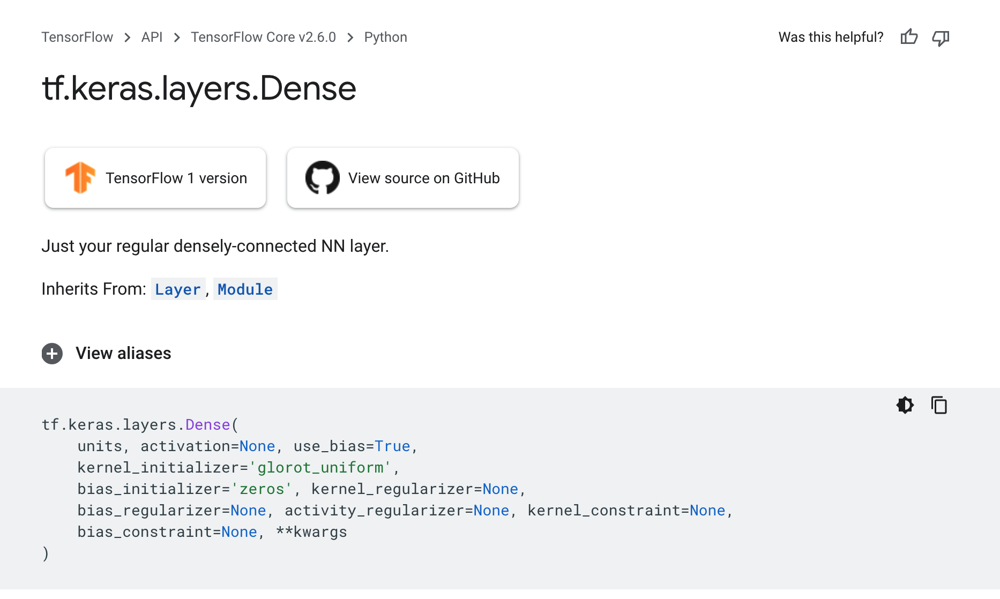 TensorFlow > API > TensorFlow Core v2.6.0 > Python
Was this helpful?
tf.keras.layers.Dense
TensorFlow 1 version
View source on GitHub
Just your regular densely-connected NN layer.
Inherits From: Layer, Module
View aliases
tf.keras.layers.Dense(
    units, activation=None, use_bias=True,
    kernel_initializer='glorot_uniform',
    bias_initializer='zeros', kernel_regularizer=None,
    bias_regularizer=None, activity_regularizer=None, kernel_constraint=None,
    bias_constraint=None, **kwargs
)